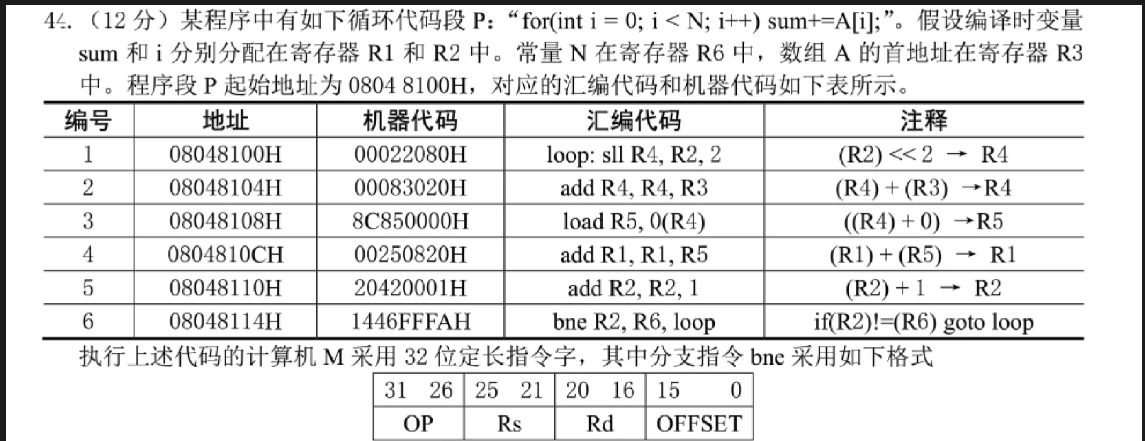 44.（12 分）某程序中有如下循环代码段 P：“for(int i = 0; i < N; i++) sum+=A[i];”。假设编译时变量
sum 和 i 分别分配在寄存器 R1 和 R2 中。常量 N 在寄存器 R6 中，数组 A 的首地址在寄存器 R3
中。程序段 P 起始地址为 0804 8100H，对应的汇编代码和机器代码如下表所示。
编号 地址 机器代码 汇编代码 注释
1 08048100H 00022080H loop: sll R4, R2, 2 (R2) << 2 → R4
2 08048104H 00083020H add R4, R4, R3 (R4) + (R3) → R4
3 08048108H 8C850000H load R5, 0(R4) ((R4) + 0) → R5
4 0804810CH 00250820H add R1, R1, R5 (R1) + (R5) → R1
5 08048110H 20420001H add R2, R2, 1 (R2) + 1 → R2
6 08048114H 1446FFFAH bne R2, R6, loop if(R2)!=(R6) goto loop
执行上述代码的计算机 M 采用 32 位定长指令字，其中分支指令 bne 采用如下格式
31 26 25 21 20 16 15 0
OP Rs Rd OFFSET